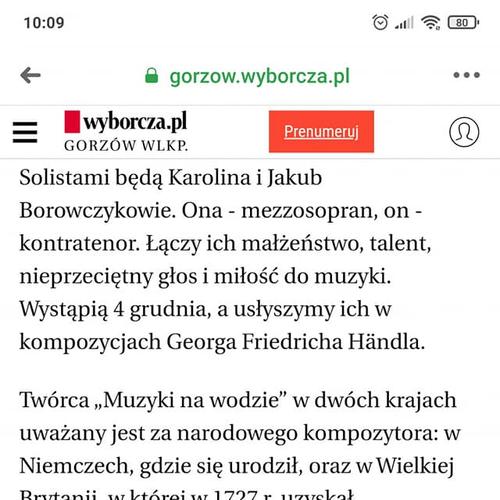 10:09
80
gorzow.wyborcza.pl
wyborcza.pl
GORZÓW WLKP.
Prenumeruj
Solistami będą Karolina i Jakub
Borowczykowie. Ona - mezzosopran, on -
kontratenor. Łączy ich małżeństwo, talent,
nieprzeciętny głos i miłość do muzyki.
Wystąpią 4 grudnia, a usłyszymy ich w
kompozycjach Georga Friedricha Händla.
Twórca „Muzyki na wodzie” w dwóch krajach
uważany jest za narodowego kompozytora: w
Niemczech, gdzie się urodził, oraz w Wielkiej
Brytanii, w której w 1727 r. uzyskał